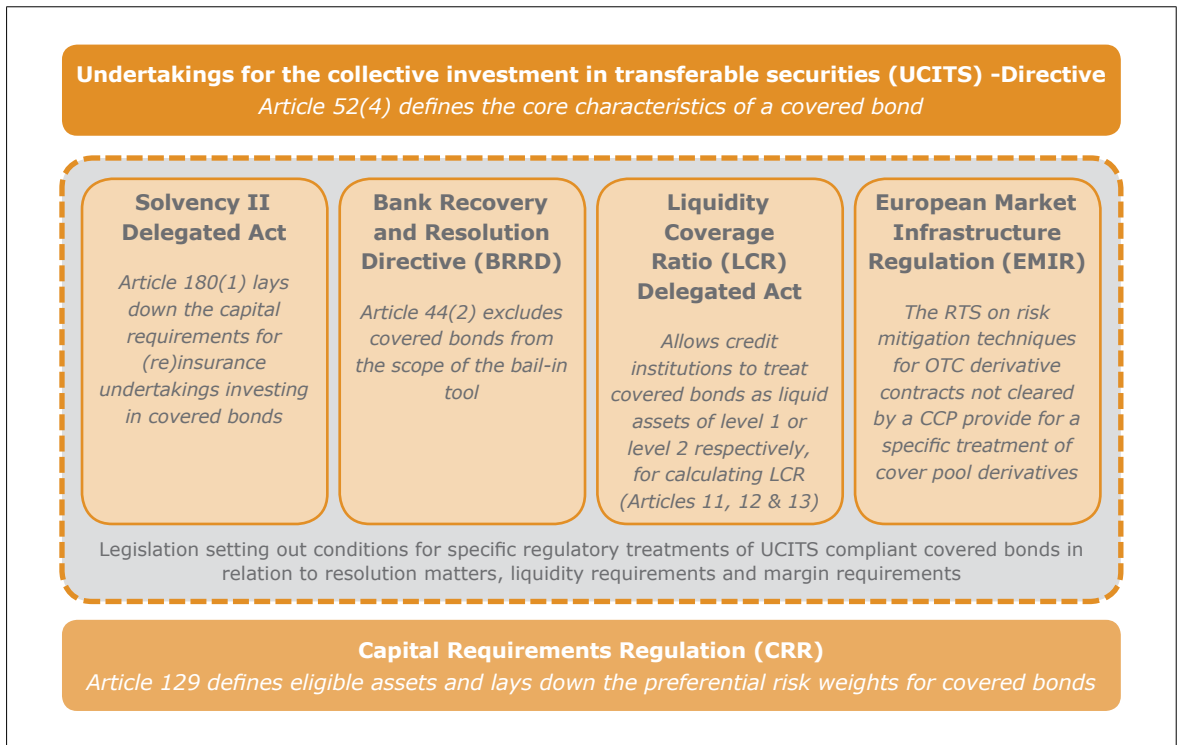 Undertakings for the collective investment in transferable securities (UCITS) -Directive
Article 52(4) defines the core characteristics of a covered bond
Solvency II
Delegated Act
Article 180(1) lays
down the capital
requirements for
(re)insurance
undertakings investing
in covered bonds
Bank Recovery
and Resolution
Directive (BRRD)
Article 44(2) excludes
covered bonds from
the scope of the bail-in
tool
Liquidity
Coverage
Ratio (LCR)
Delegated Act
Allows credit
institutions to treat
covered bonds as liquid
assets of level 1 or
level 2 respectively,
for calculating LCR
(Articles 11, 12 & 13)
European Market
Infrastructure
Regulation (EMIR)
The RTS on risk
mitigation techniques
for OTC derivative
contracts not cleared
by a CCP provide for a
specific treatment of
cover pool derivatives
Legislation setting out conditions for specific regulatory treatments of UCITS compliant covered bonds in
relation to resolution matters, liquidity requirements and margin requirements
Capital Requirements Regulation (CRR)
Article 129 defines eligible assets and lays down the preferential risk weights for covered bonds